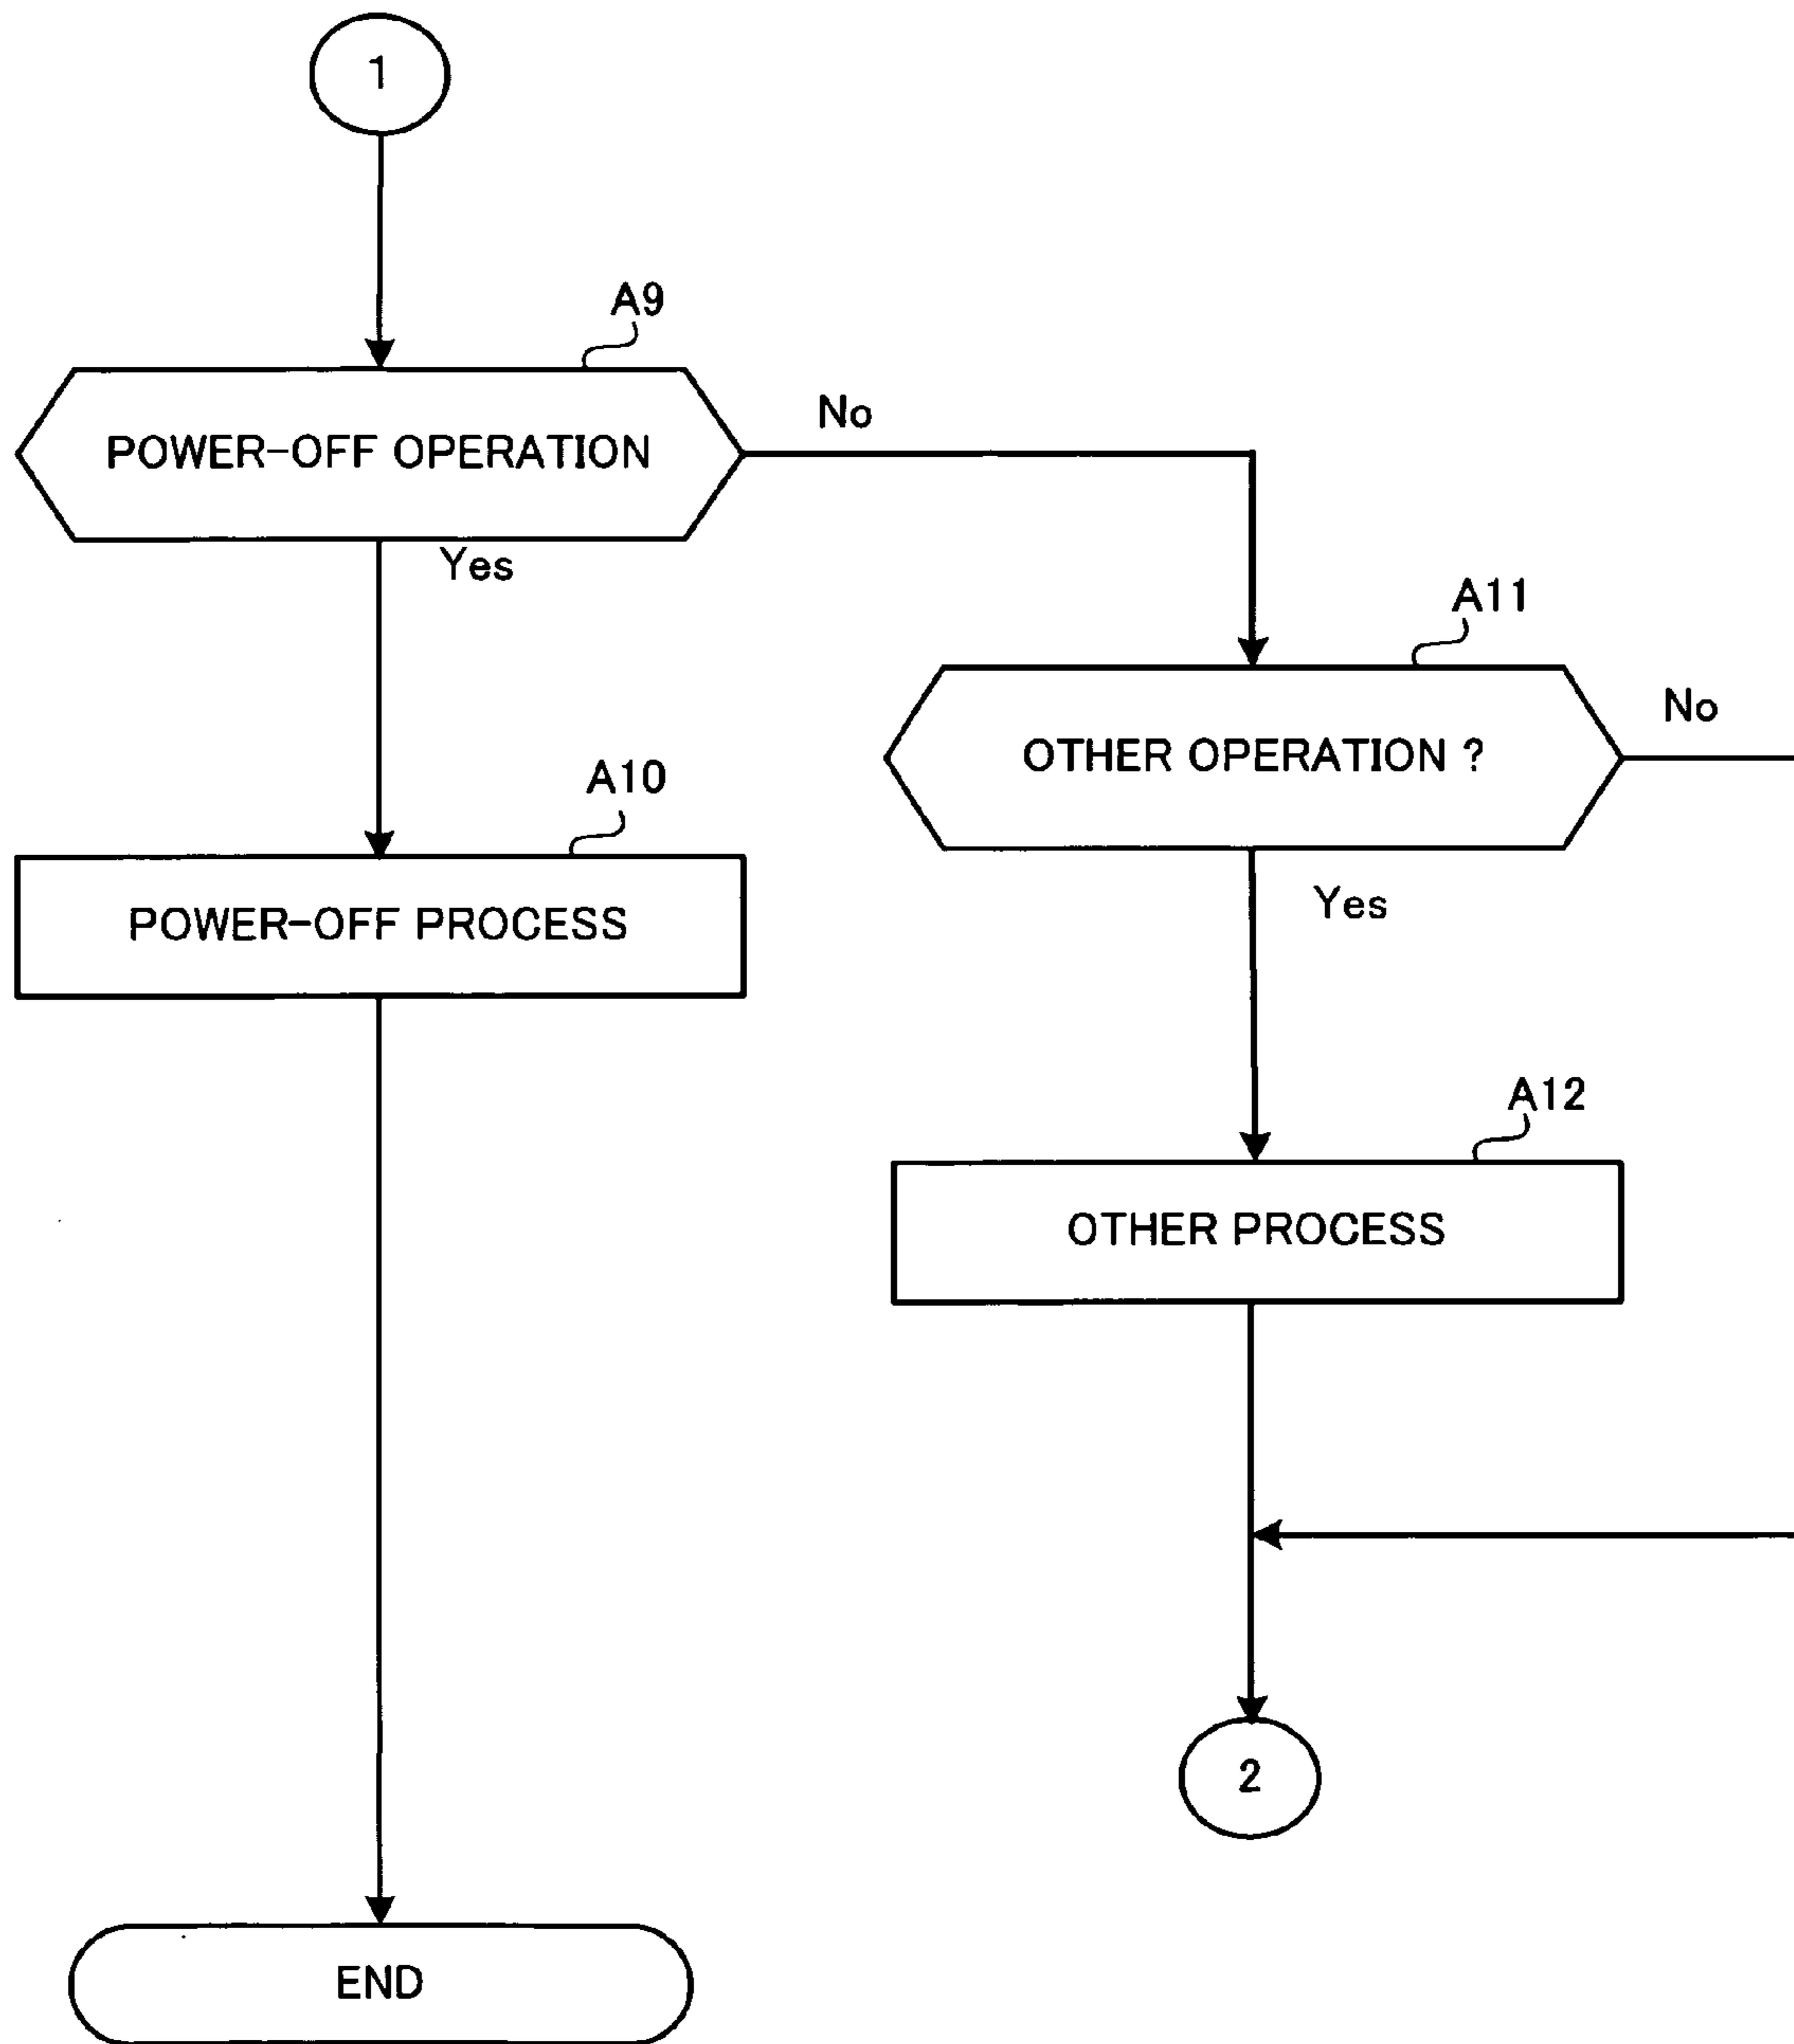 1
A9
POWER-OFF OPERATION
No
Yes
A11
OTHER OPERATION ?
No
A10
POWER-OFF PROCESS
Yes
A12
OTHER PROCESS
2
END